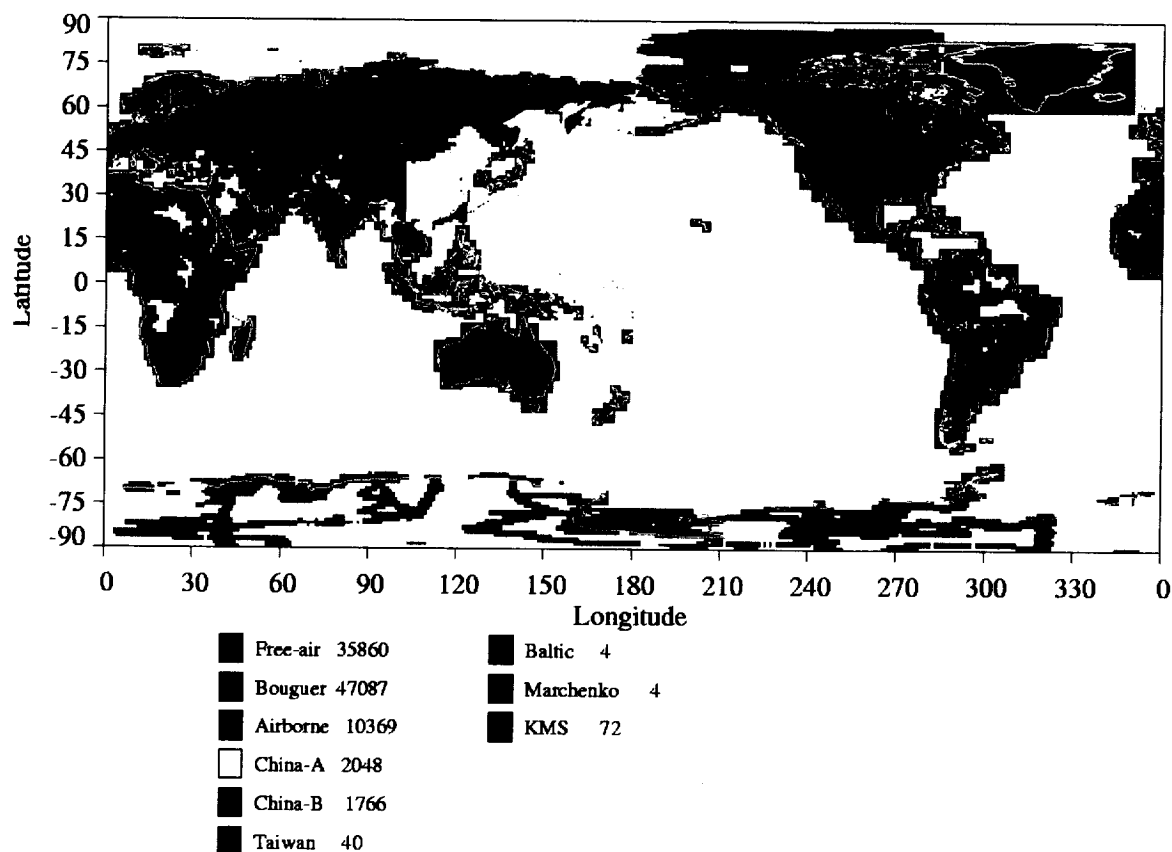 90
75
60
45
30
15
0
-15
-30
-45
-60
-75
-90
Latitude
0 30 60 90 120 150 180 210 240 270 300 330 0
Longitude
Free-air 35860
Bouguer 47087
Airborne 10369
China-A 2048
China-B 1766
Taiwan 40
Baltic 4
Marchenko 4
KMS 72